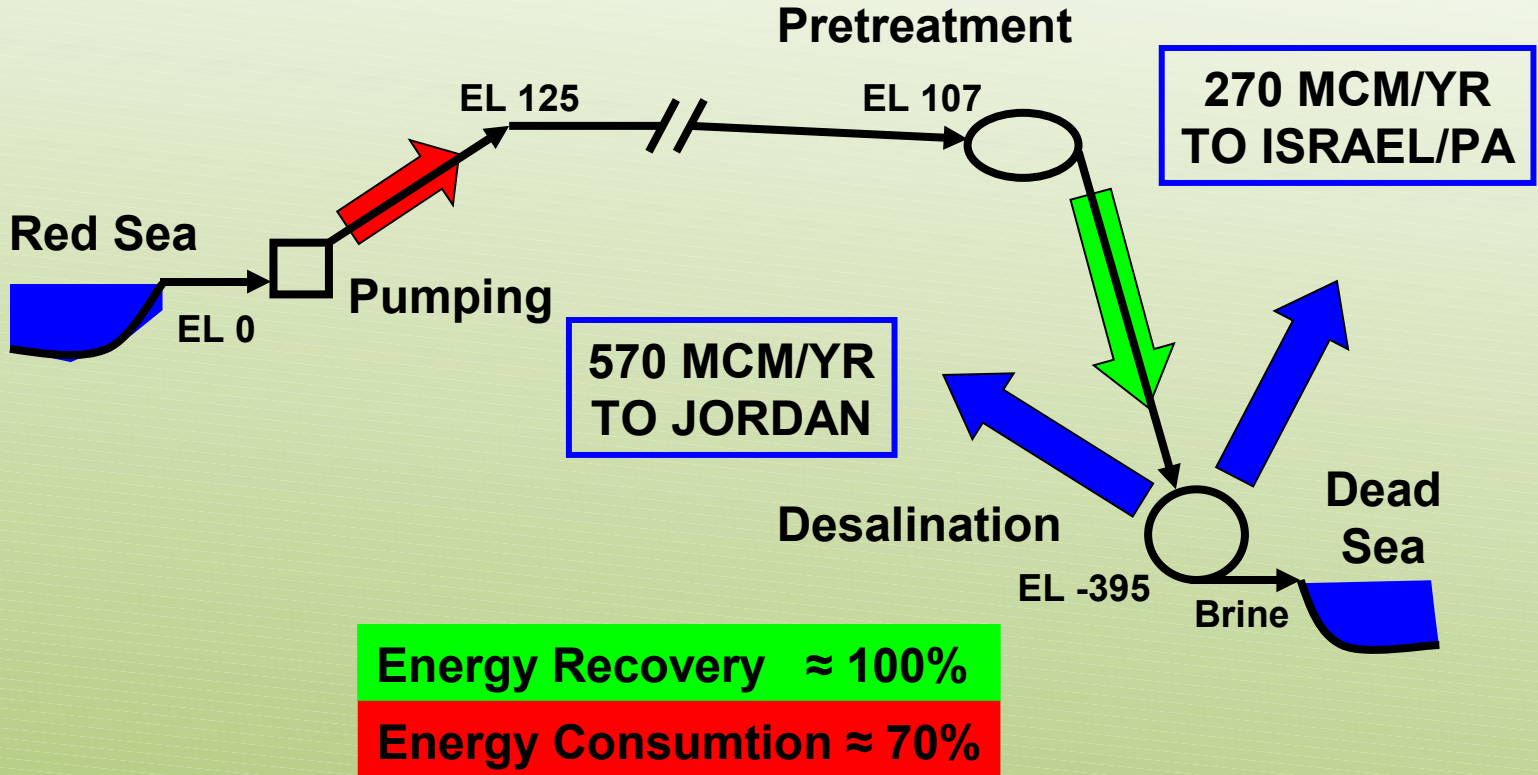 Pretreatment
EL 125
EL 107
270 MCM/YR
TO ISRAEL/PA
Red Sea
EL 0
Pumping
570 MCM/YR
TO JORDAN
Desalination
EL -395
Brine
Dead
Sea
Energy Recovery ≈ 100%
Energy Consumtion ≈ 70%